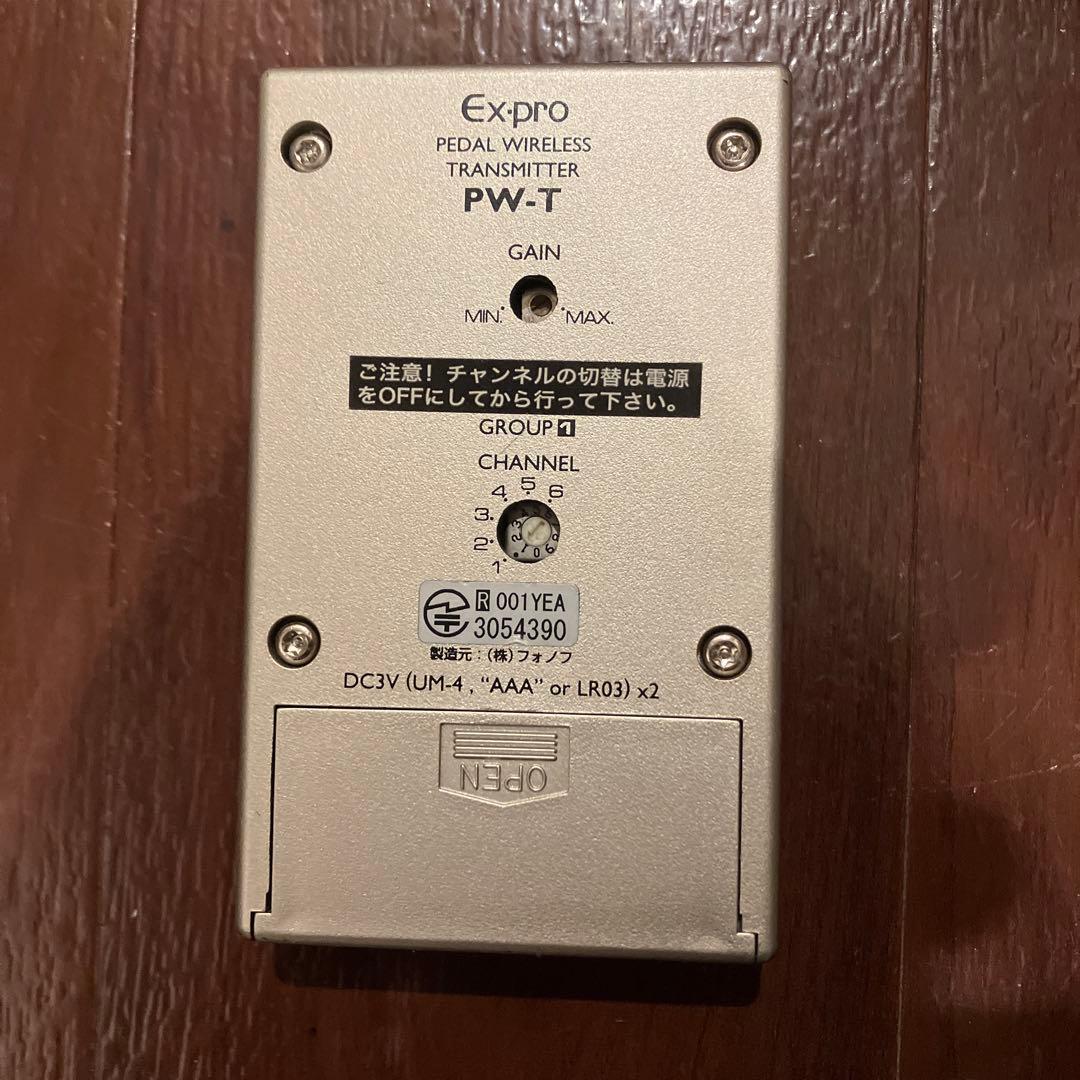 Ex-pro
PEDAL WIRELESS
TRANSMITTER
PW-T
GAIN
MIN. MAX.
ご注意! チャンネルの切替は電源
をOFFにしてから行って下さい。
GROUP 1
CHANNEL
4 5 6
3
2
1
R 001YEA
3054390
製造元:(株)フォノフ
DC3V (UM-4 , “AAA” or LR03) x2
OPEN